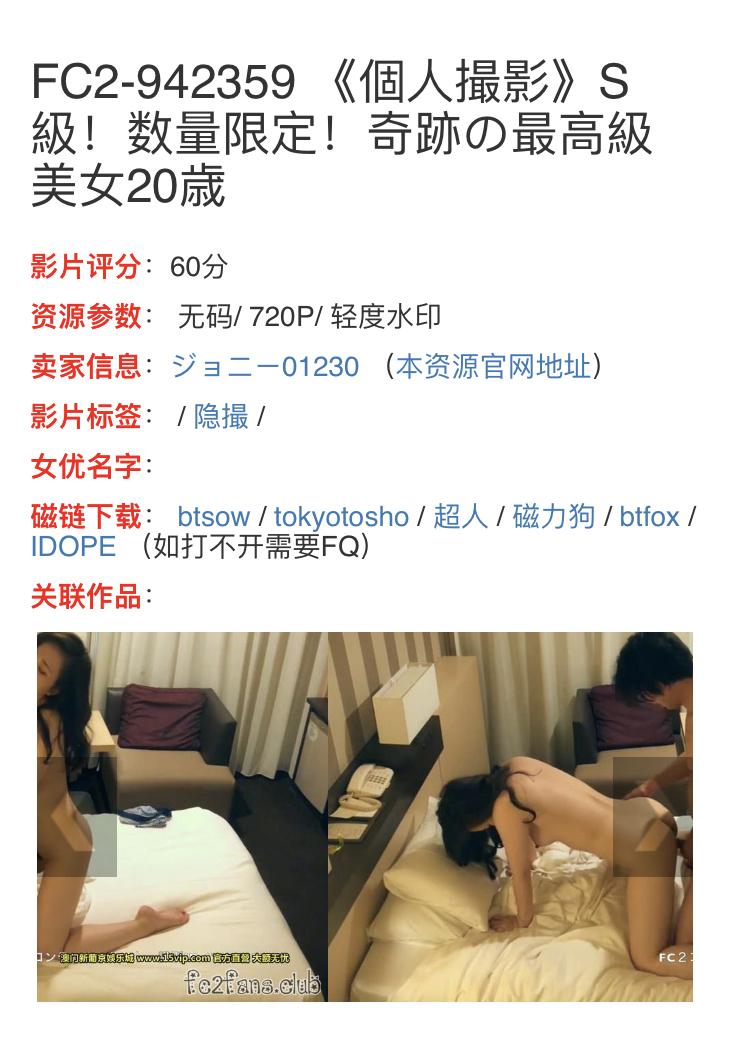 FC2-942359 《個人撮影》S
級！数量限定！奇跡の最高級
美女20歳
影片评分：60分
资源参数： 无码/ 720P/ 轻度水印
卖家信息：ジョニー01230 （本资源官网地址）
影片标签： / 隐撮 /
女优名字：
磁链下载： btsow / tokyotosho / 超人 / 磁力狗 / btfox /
IDOPE （如打不开需要FQ）
关联作品：
コン 澳门新葡京娱乐城 www.15vip.com 官方直營 大额无忧
fc2fans.club
FC2